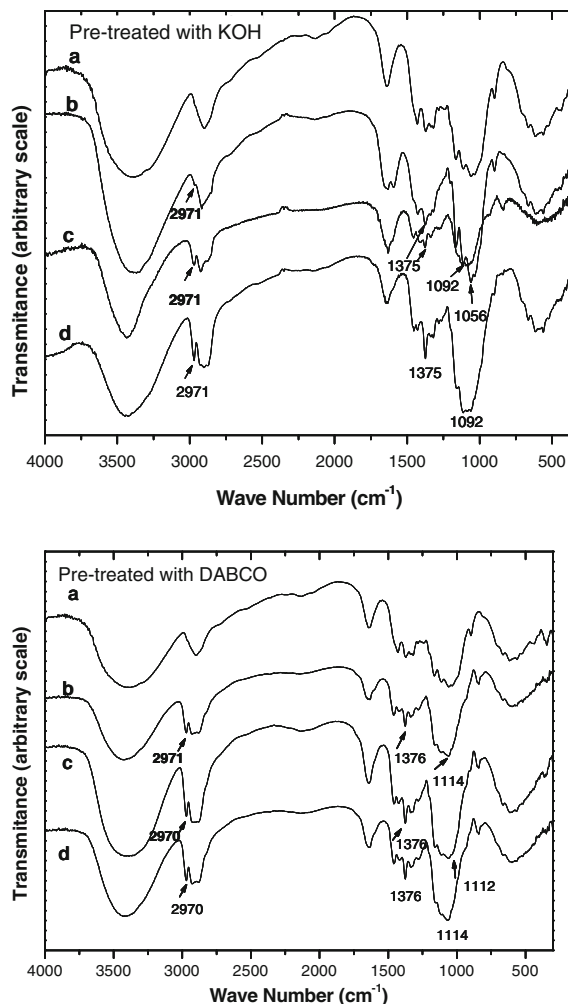 Pre-treated with KOH
a
b
2971
c
2971
1375
1092
1056
d
2971
1375
1092
Transmitance (arbitrary scale)
4000 3500 3000 2500 2000 1500 1000 500
Wave Number (cm-1)
Pre-treated with DABCO
a
b
2971
1376
1114
c
2970
1376
1112
d
2970
1376
1114
Transmitance (arbitrary scale)
4000 3500 3000 2500 2000 1500 1000 500
Wave Number (cm-1)